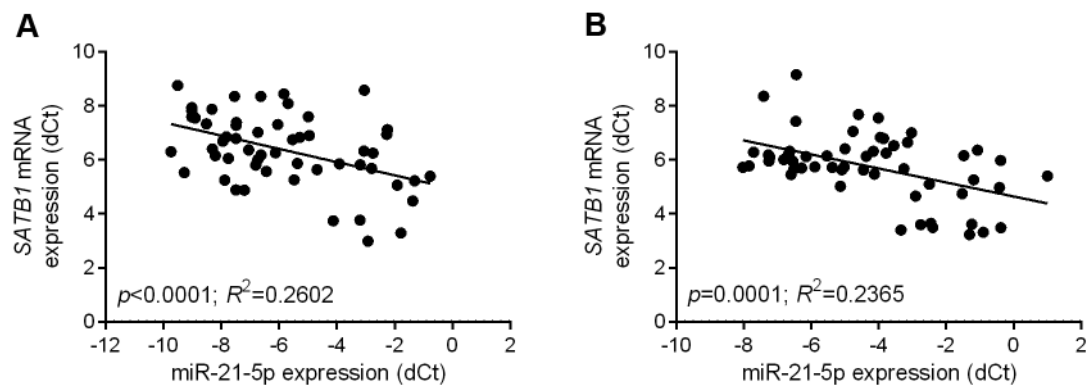 A
B
SATB1 mRNA
expression (dCt)
10
8
6
4
2
0
p<0.0001; R²=0.2602
-12 -10 -8 -6 -4 -2 0 2
miR-21-5p expression (dCt)
SATB1 mRNA
expression (dCt)
10
8
6
4
2
0
p=0.0001; R²=0.2365
-10 -8 -6 -4 -2 0 2
miR-21-5p expression (dCt)